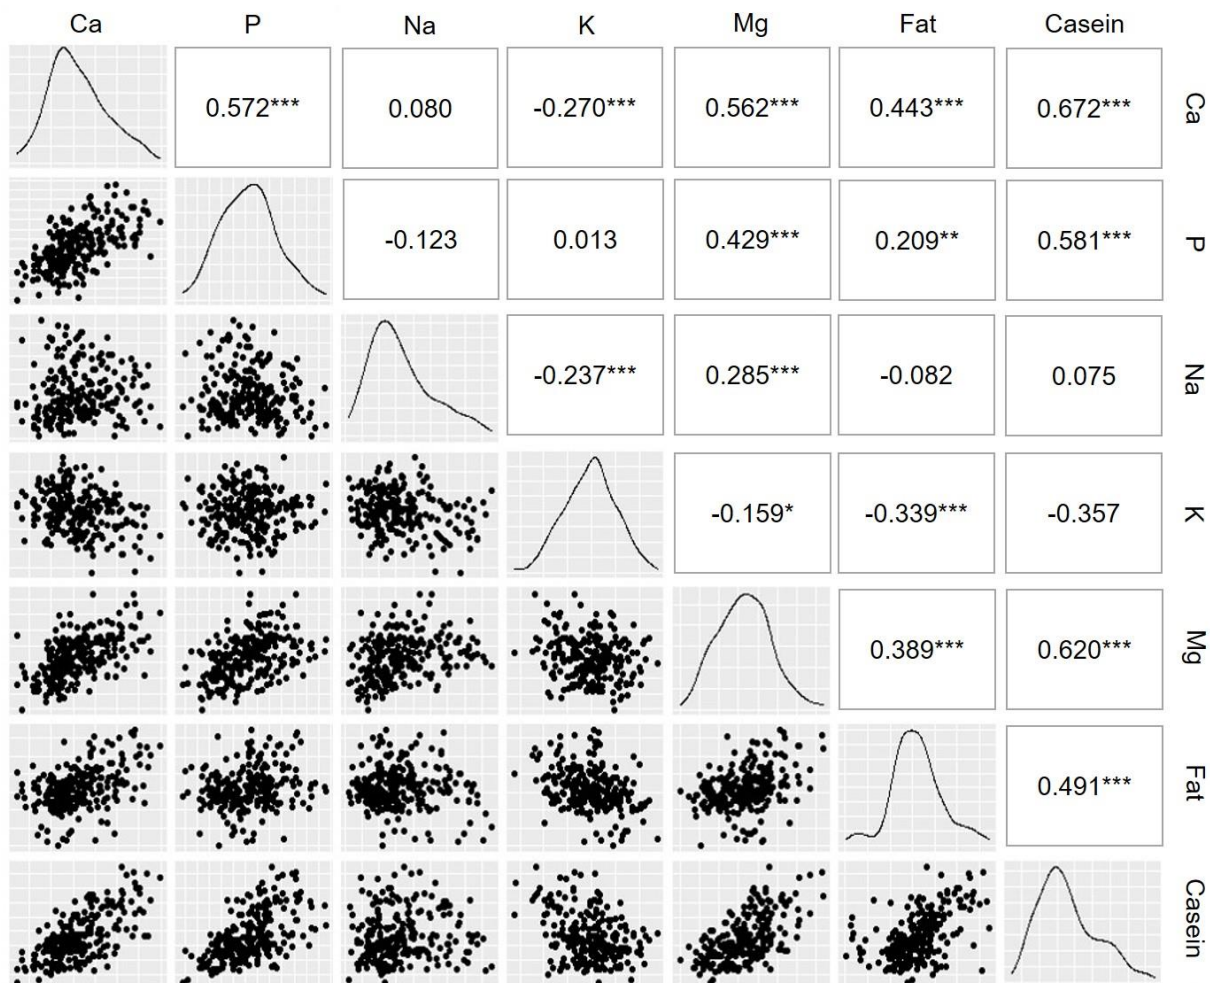 Ca P Na K Mg Fat Casein
0.572*** 0.080 -0.270*** 0.562*** 0.443*** 0.672*** Ca
-0.123 0.013 0.429*** 0.209** 0.581*** P
-0.237*** 0.285*** -0.082 0.075 Na
-0.159* -0.339*** -0.357 K
0.389*** 0.620*** Mg
0.491*** Fat
Casein